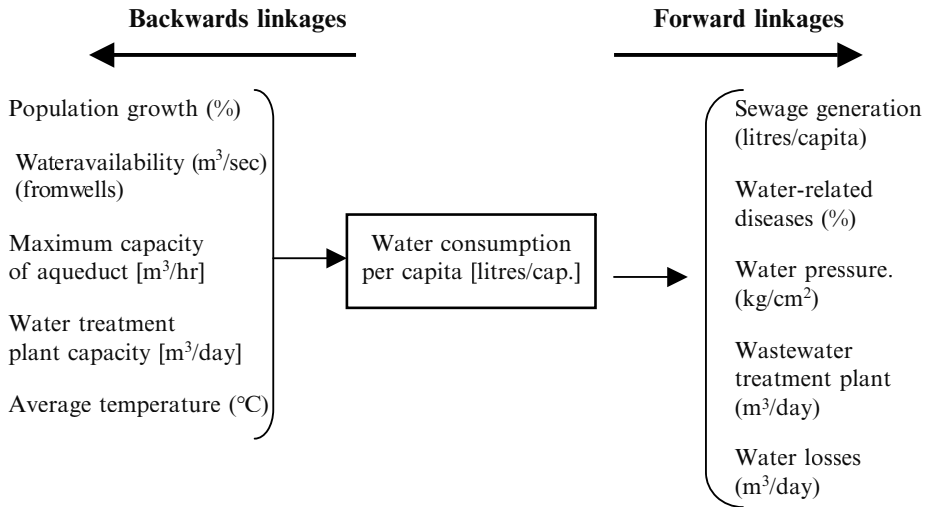 Backwards linkages
Forward linkages
Population growth (%)
Wateravailability (m³/sec)
(fromwells)
Maximum capacity
of aqueduct [m³/hr]
Water treatment
plant capacity [m³/day]
Average temperature (°C)
Water consumption
per capita [litres/cap.]
Sewage generation
(litres/capita)
Water-related
diseases (%)
Water pressure.
(kg/cm²)
Wastewater
treatment plant
(m³/day)
Water losses
(m³/day)